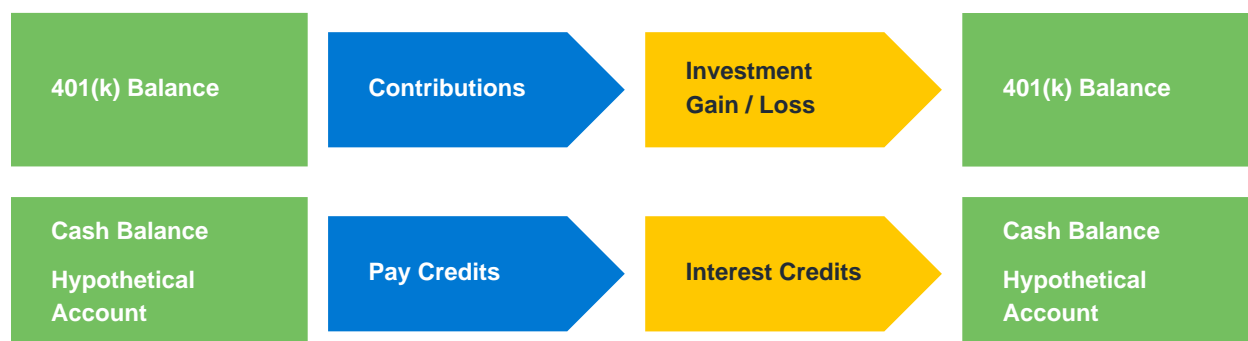 401(k) Balance
Contributions
Investment
Gain / Loss
401(k) Balance
Cash Balance
Hypothetical
Account
Pay Credits
Interest Credits
Cash Balance
Hypothetical
Account